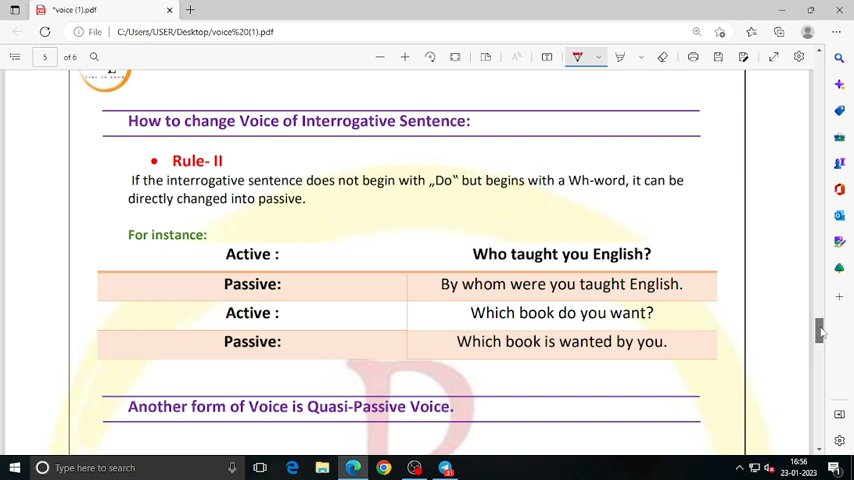 *voice (1).pdf
File
C:/Users/USER/Desktop/voice%20(1).pdf
5
of 6
TIME TO KNOW
How to change Voice of Interrogative Sentence:
• Rule- II
If the interrogative sentence does not begin with „Do‟ but begins with a Wh-word, it can be
directly changed into passive.
For instance:
Active : Who taught you English?
Passive: By whom were you taught English.
Active : Which book do you want?
Passive: Which book is wanted by you.
Another form of Voice is Quasi-Passive Voice.
Type here to search
16:56
23-01-2023